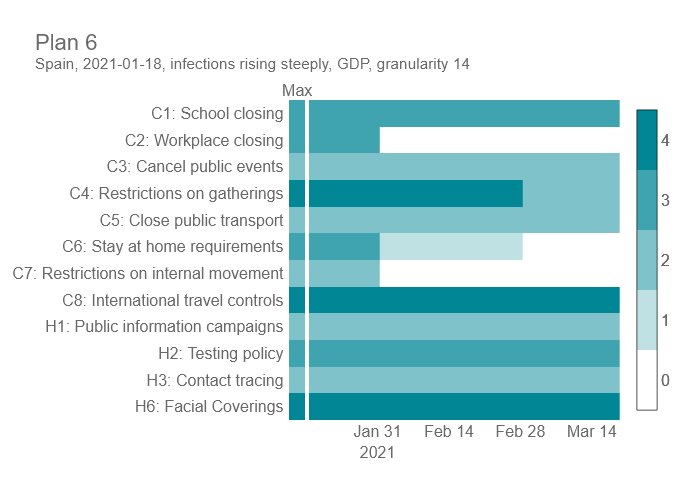 Plan 6
Spain, 2021-01-18, infections rising steeply, GDP, granularity 14
Max
C1: School closing
C2: Workplace closing
C3: Cancel public events
C4: Restrictions on gatherings
C5: Close public transport
C6: Stay at home requirements
C7: Restrictions on internal movement
C8: International travel controls
H1: Public information campaigns
H2: Testing policy
H3: Contact tracing
H6: Facial Coverings
Jan 31 Feb 14 Feb 28 Mar 14
2021
4
3
2
1
0